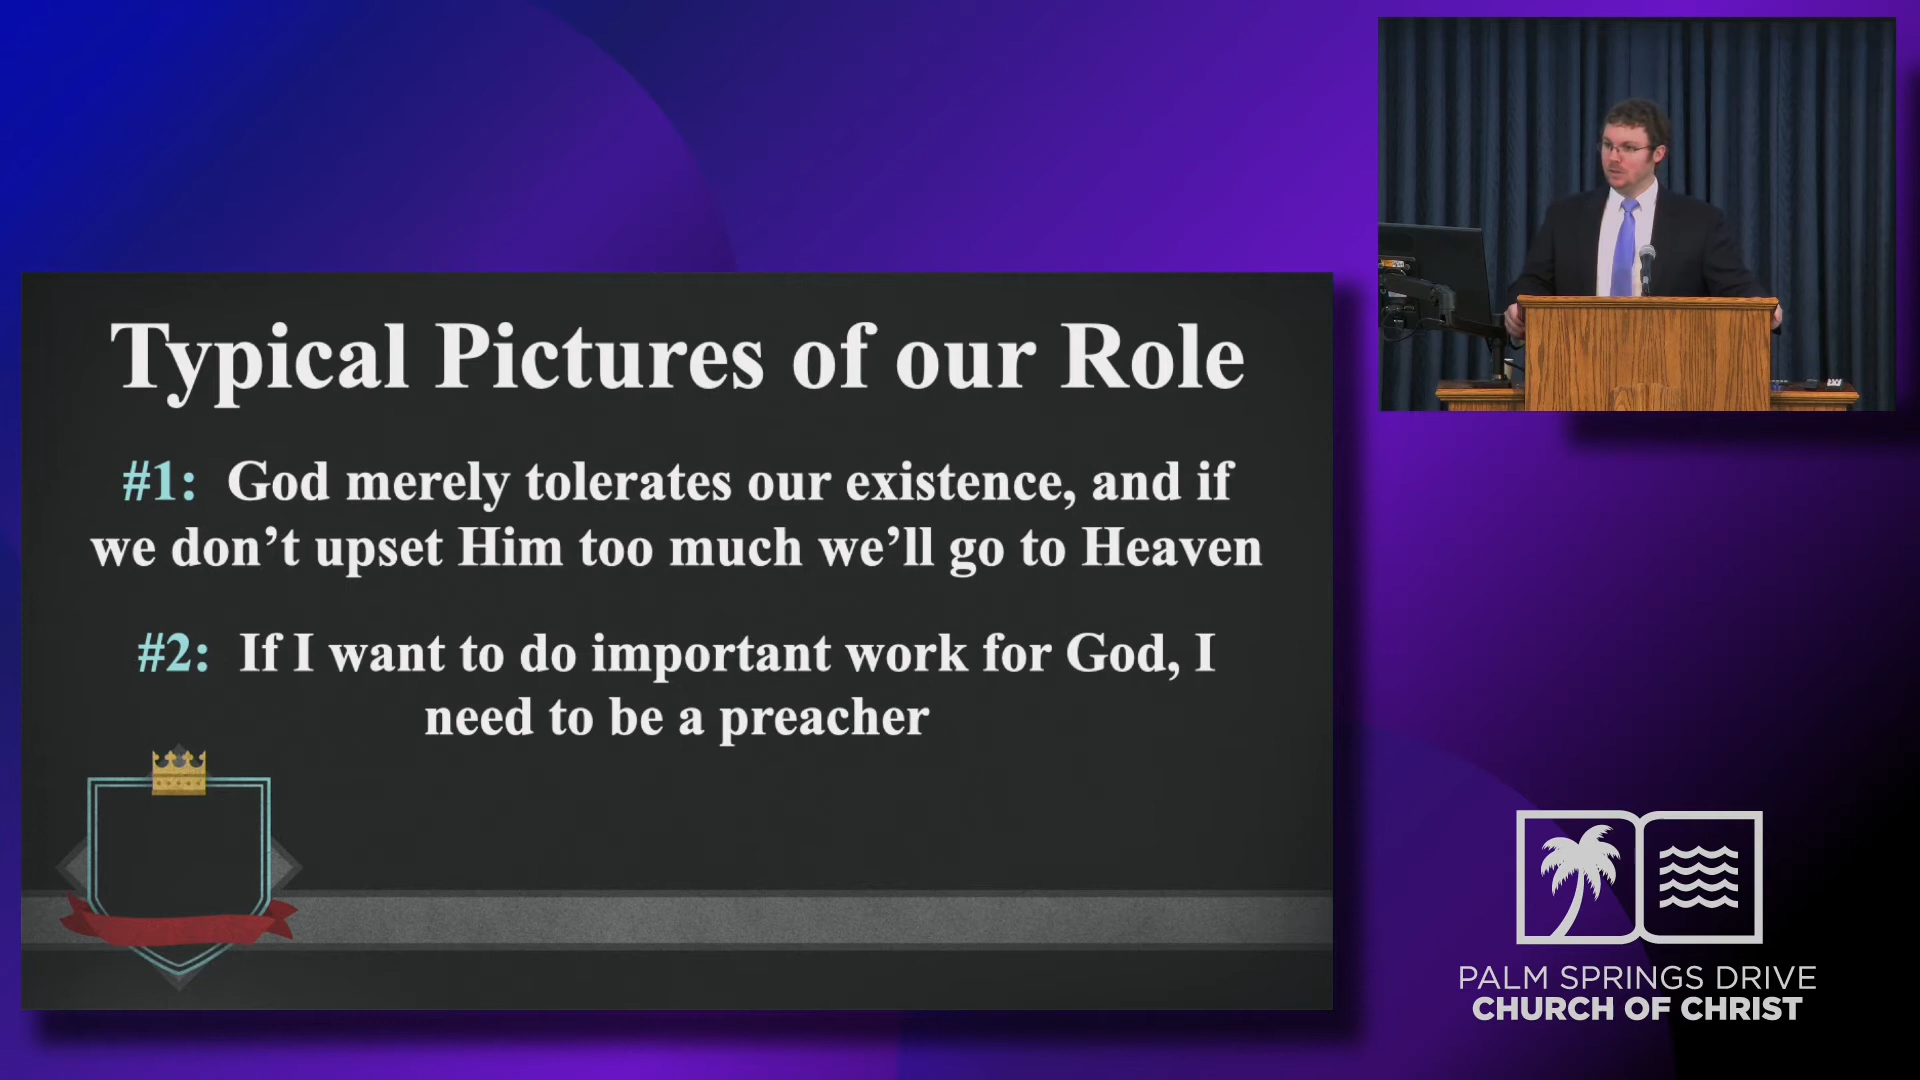 Typical Pictures of our Role
#1: God merely tolerates our existence, and if
we don’t upset Him too much we’ll go to Heaven
#2: If I want to do important work for God, I
need to be a preacher
PALM SPRINGS DRIVE
CHURCH OF CHRIST